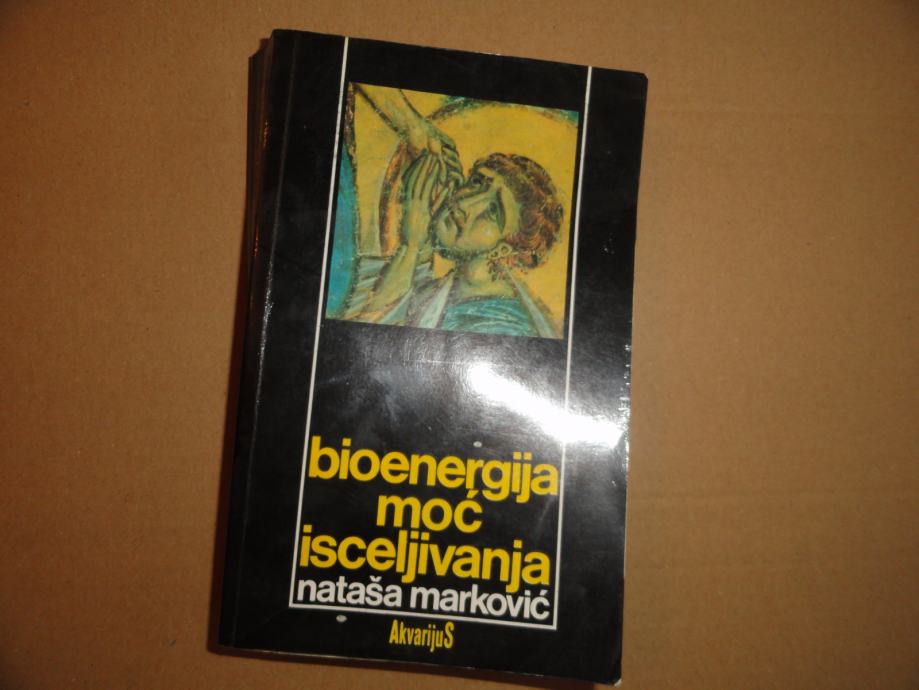 bioenergija
moć
isceljivanja
nataša marković
AkvarijuS